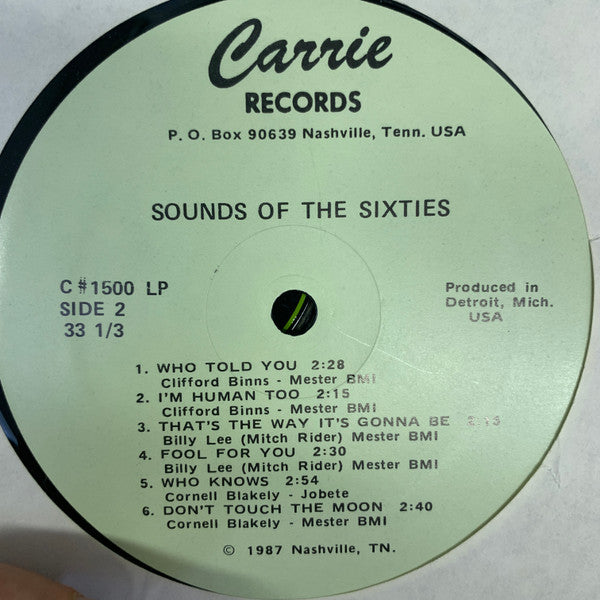 Carrie
RECORDS
P. O. Box 90639 Nashville, Tenn. USA
SOUNDS OF THE SIXTIES
C #1500 LP
SIDE 2
33 1/3
Produced in
Detroit, Mich.
USA
1. WHO TOLD YOU 2:28
Clifford Binns - Mester BMI
2. I'M HUMAN TOO 2:15
Clifford Binns - Mester BMI
3. THAT'S THE WAY IT'S GONNA BE
Billy Lee (Mitch Rider) Mester BMI
4. FOOL FOR YOU 2:30
Billy Lee (Mitch Rider) Mester BMI
5. WHO KNOWS 2:54
Cornell Blakely - Jobete
6. DON'T TOUCH THE MOON 2:40
Cornell Blakely - Mester BMI
© 1987 Nashville, TN.